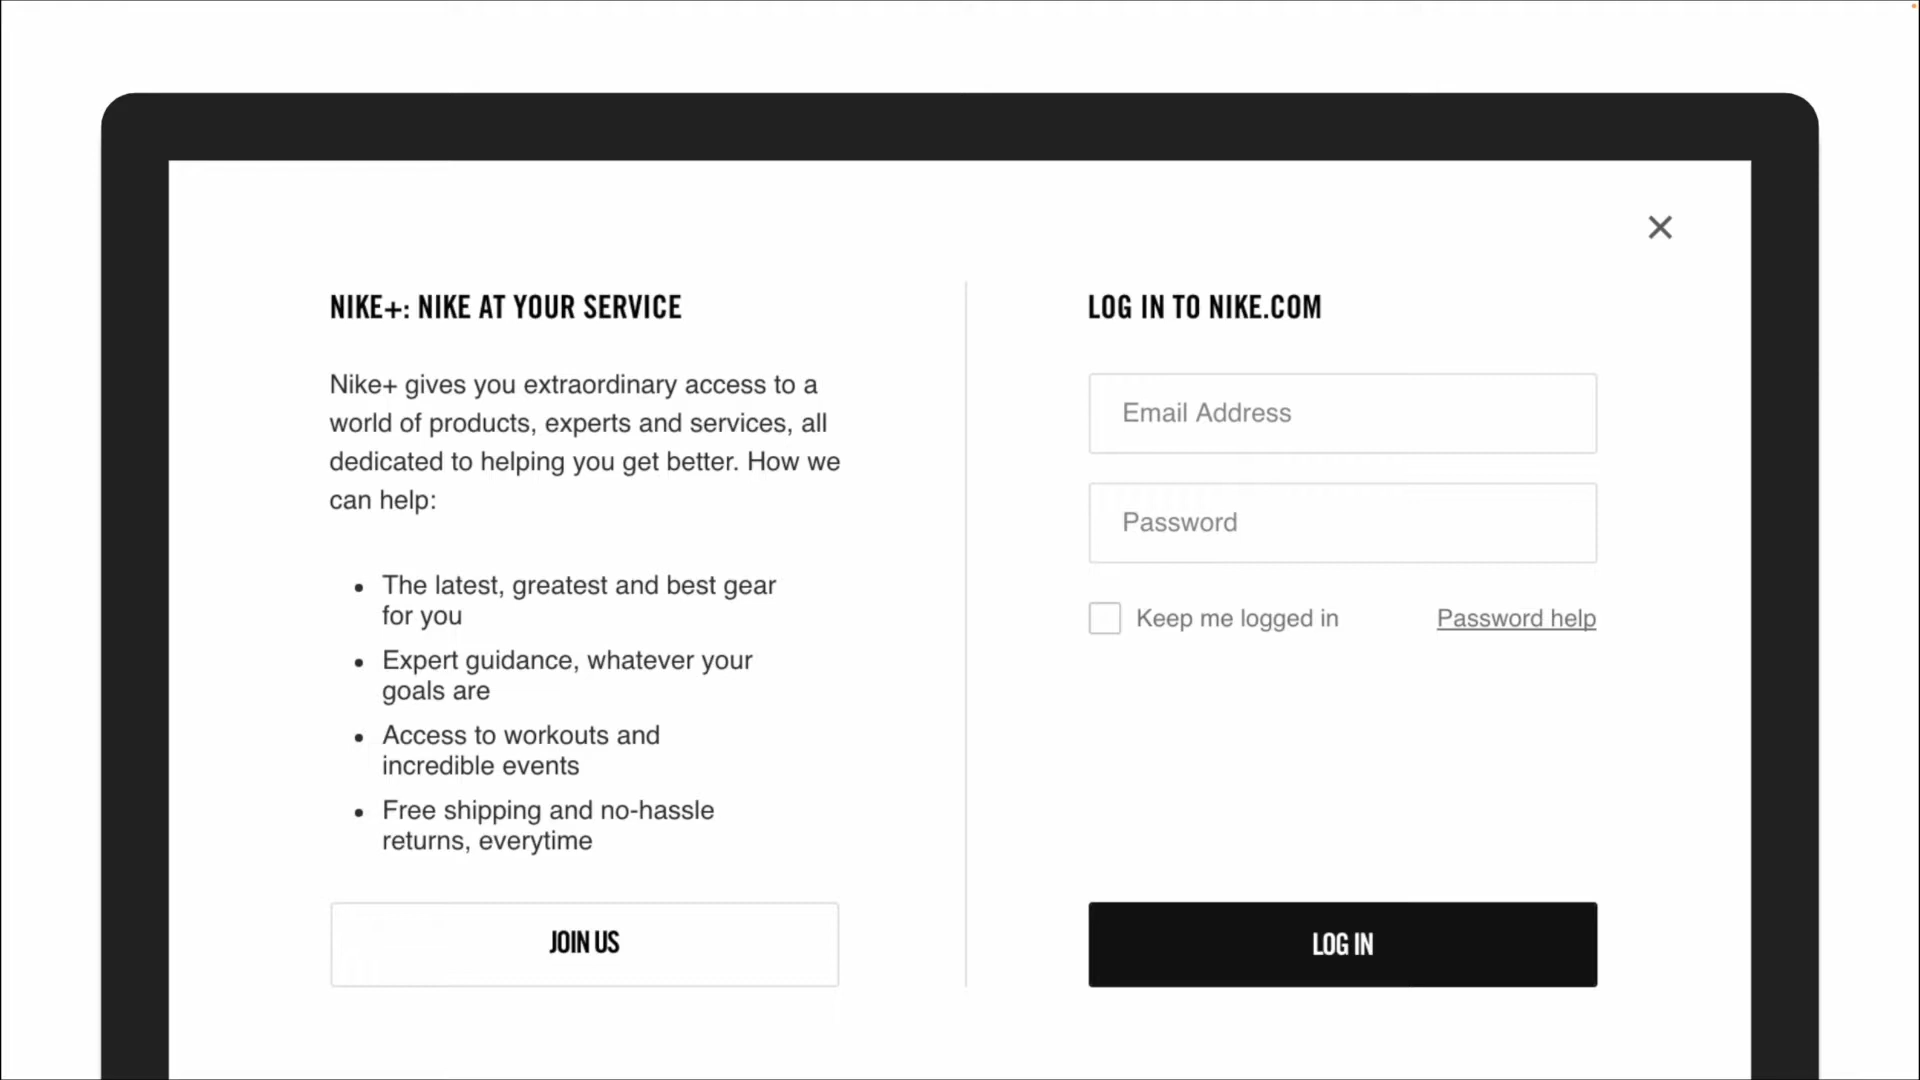 NIKE+: NIKE AT YOUR SERVICE
Nike+ gives you extraordinary access to a
world of products, experts and services, all
dedicated to helping you get better. How we
can help:
• The latest, greatest and best gear
for you
• Expert guidance, whatever your
goals are
• Access to workouts and
incredible events
• Free shipping and no-hassle
returns, everytime
JOIN US
LOG IN TO NIKE.COM
Email Address
Password
Keep me logged in
Password help
LOG IN